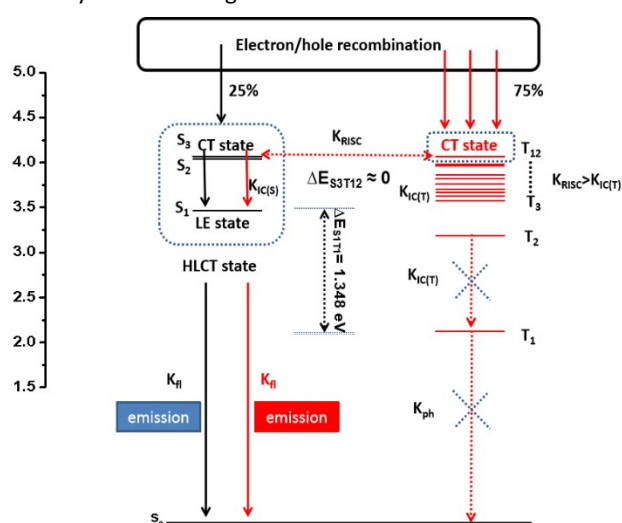 Electron/hole recombination
5.0
4.5
4.0
3.5
3.0
2.5
2.0
1.5
25%
75%
S3
CT state
S2
KIC(S)
S1
LE state
HLCT state
KRISC
ΔES3T12 ≈ 0
ΔES1T1= 1.348 eV
CT state
T12
KIC(T)
KRISC>KIC(T)
T3
T2
KIC(T)
T1
Kfl
Kfl
emission
emission
Kph